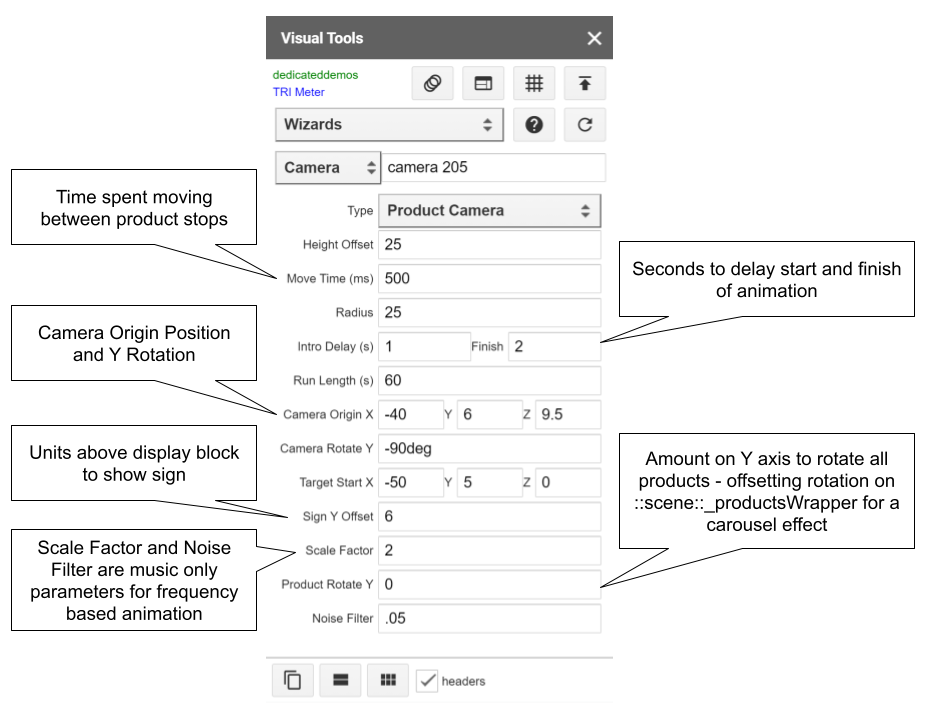 Visual Tools
dedicateddemos
TRI Meter
Wizards
Camera camera 205
Type Product Camera
Height Offset 25
Move Time (ms) 500
Radius 25
Intro Delay (s) 1 Finish 2
Run Length (s) 60
Camera Origin X -40 Y 6 Z 9.5
Camera Rotate Y -90deg
Target Start X -50 Y 5 Z 0
Sign Y Offset 6
Scale Factor 2
Product Rotate Y 0
Noise Filter .05
headers
Time spent moving
between product stops
Camera Origin Position
and Y Rotation
Units above display block
to show sign
Scale Factor and Noise
Filter are music only
parameters for frequency
based animation
Seconds to delay start and finish
of animation
Amount on Y axis to rotate all
products - offsetting rotation on
::scene::_productsWrapper for a
carousel effect